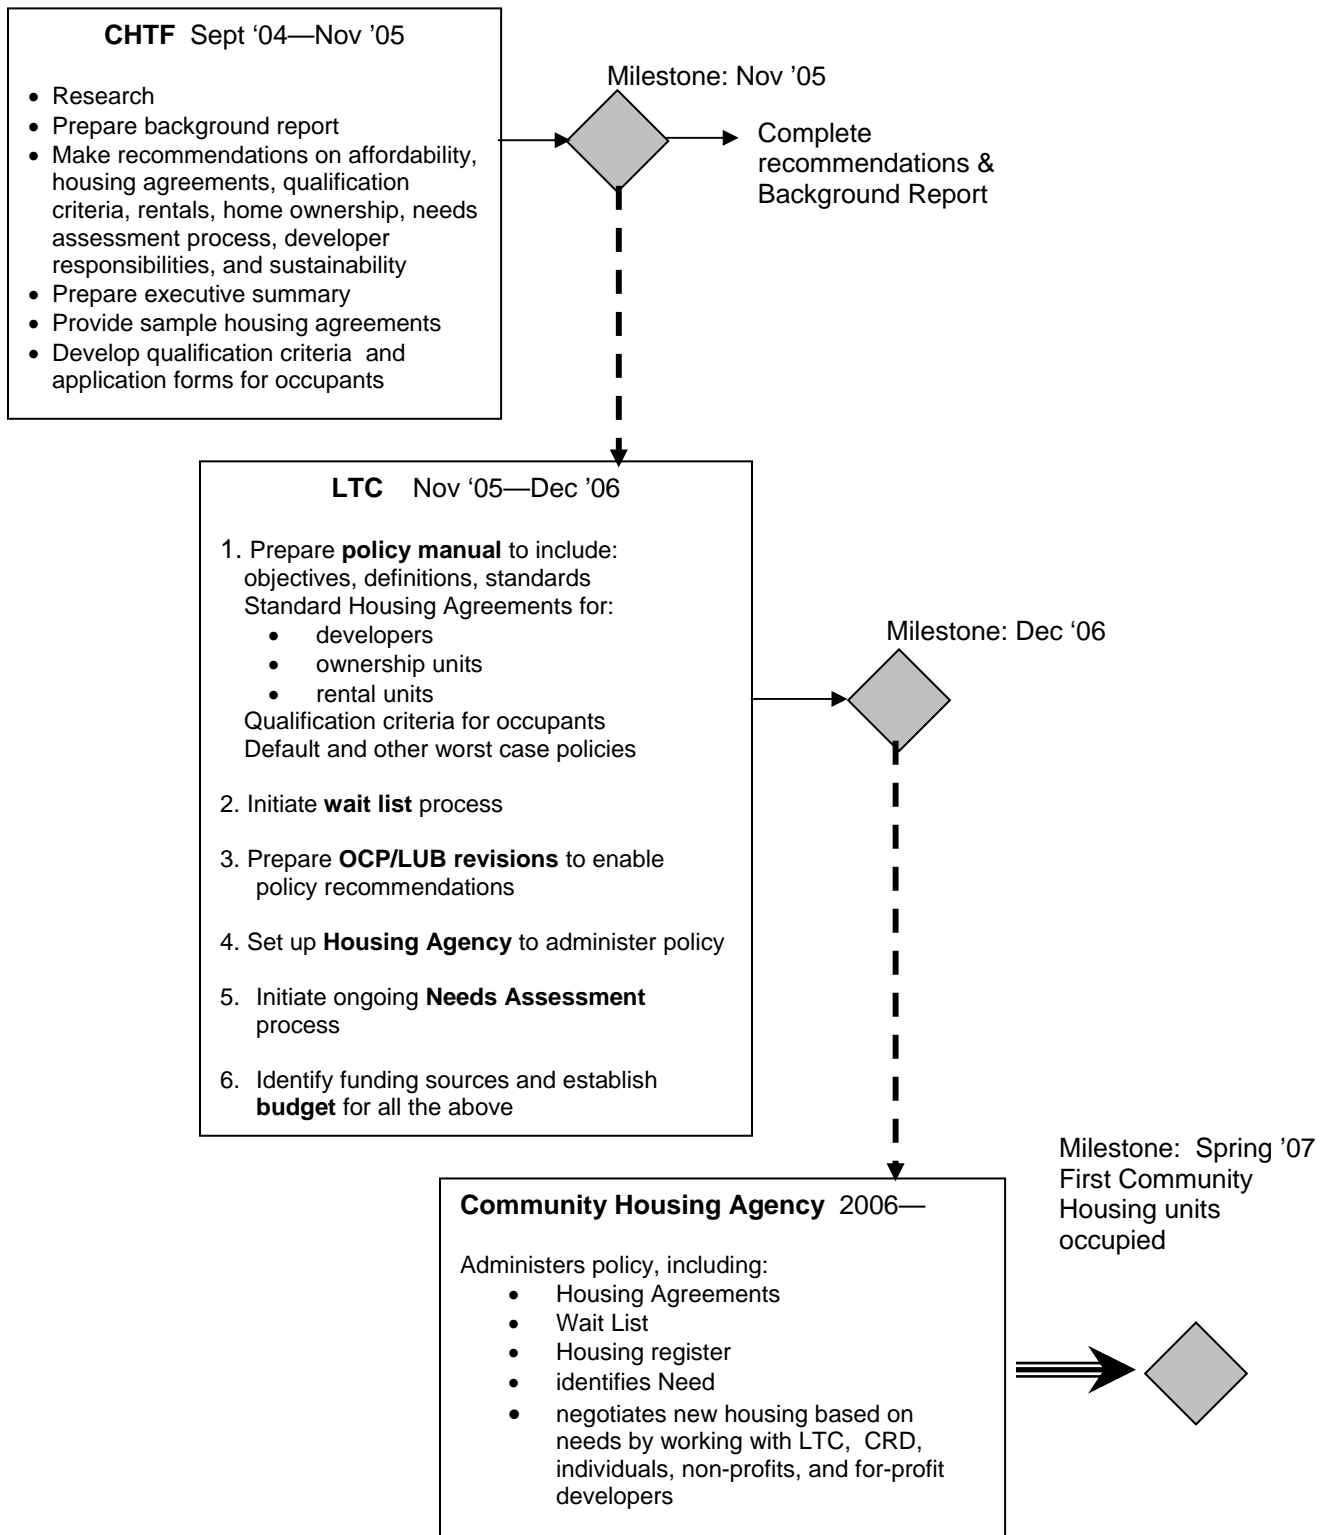 CHTF Sept ‘04—Nov ’05
• Research
• Prepare background report
• Make recommendations on affordability,
housing agreements, qualification
criteria, rentals, home ownership, needs
assessment process, developer
responsibilities, and sustainability
• Prepare executive summary
• Provide sample housing agreements
• Develop qualification criteria and
application forms for occupants
Milestone: Nov ’05
Complete
recommendations &
Background Report
LTC Nov ‘05—Dec ’06
1. Prepare policy manual to include:
objectives, definitions, standards
Standard Housing Agreements for:
• developers
• ownership units
• rental units
Qualification criteria for occupants
Default and other worst case policies
2. Initiate wait list process
3. Prepare OCP/LUB revisions to enable
policy recommendations
4. Set up Housing Agency to administer policy
5. Initiate ongoing Needs Assessment
process
6. Identify funding sources and establish
budget for all the above
Milestone: Dec ‘06
Community Housing Agency 2006—
Administers policy, including:
• Housing Agreements
• Wait List
• Housing register
• identifies Need
• negotiates new housing based on
needs by working with LTC, CRD,
individuals, non-profits, and for-profit
developers
Milestone: Spring ’07
First Community
Housing units
occupied